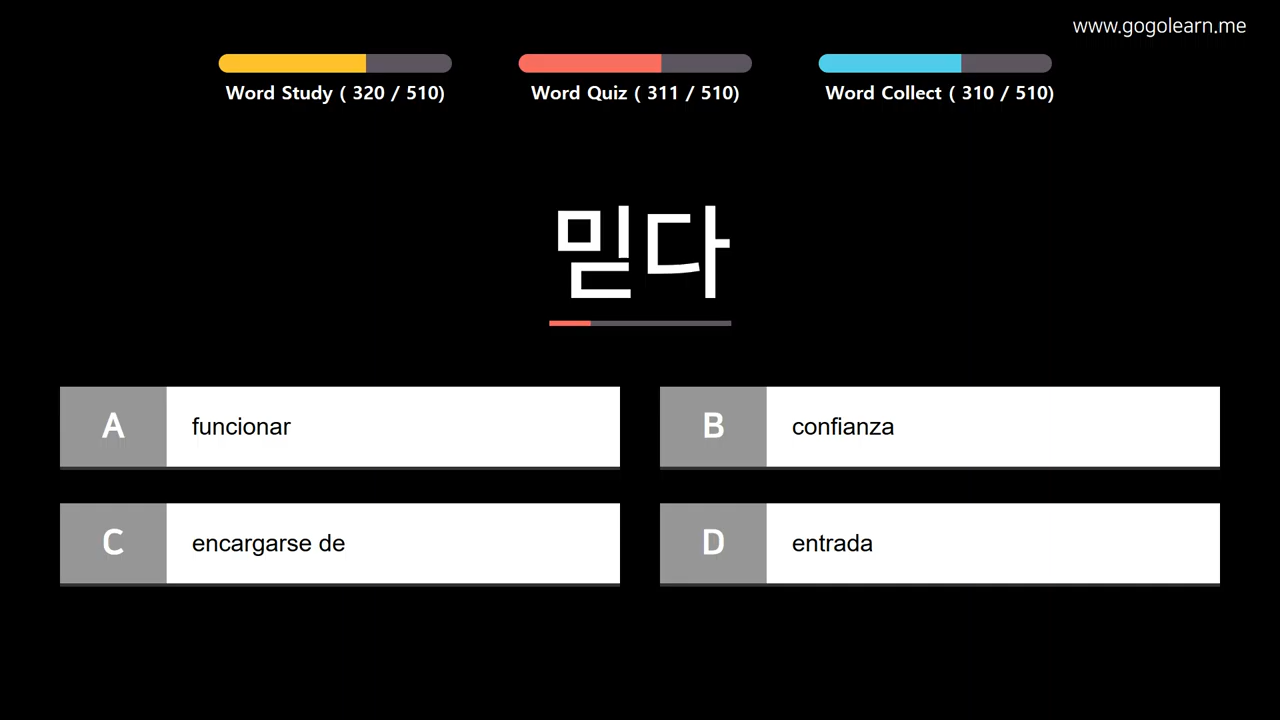 www.gogolearn.me
Word Study ( 320 / 510)
Word Quiz ( 311 / 510)
Word Collect ( 310 / 510)
믿다
A funcionar
B confianza
C encargarse de
D entrada